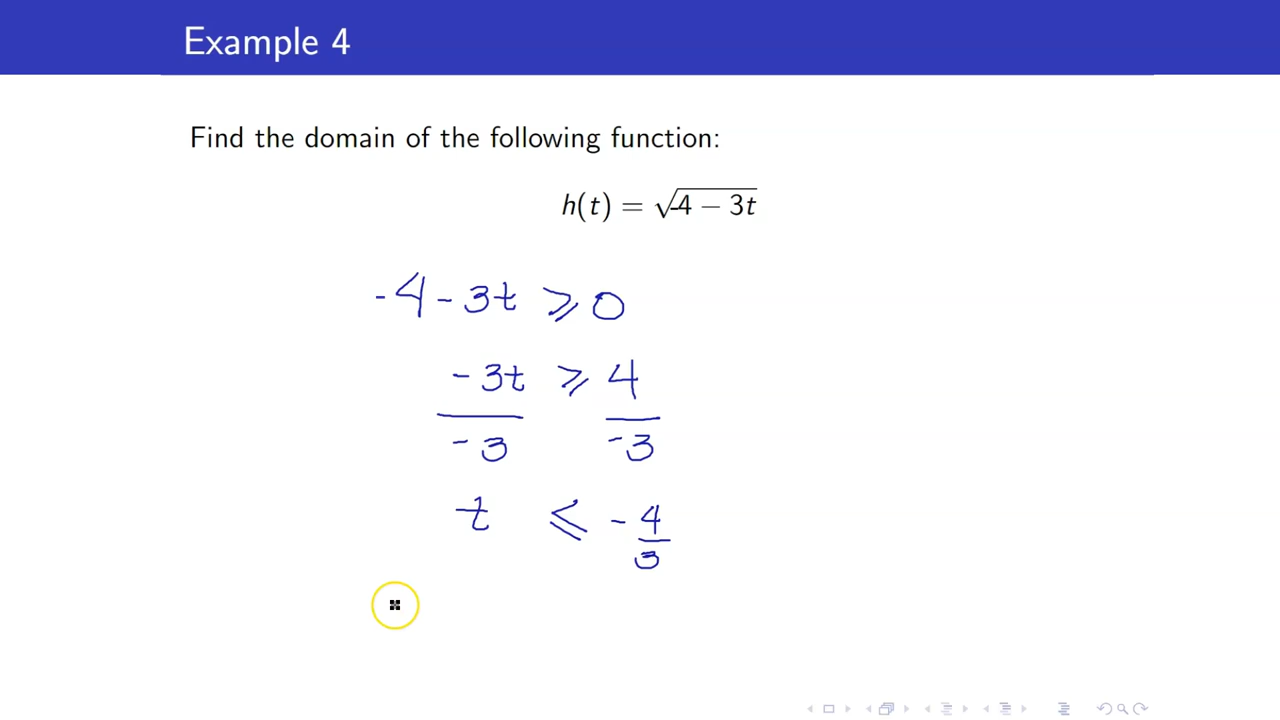 Example 4
Find the domain of the following function:
h(t) = √-4 − 3t
-4 - 3t ⩾ 0
-3t ⩾ 4
-3 -3
t ⩽ - 4/3